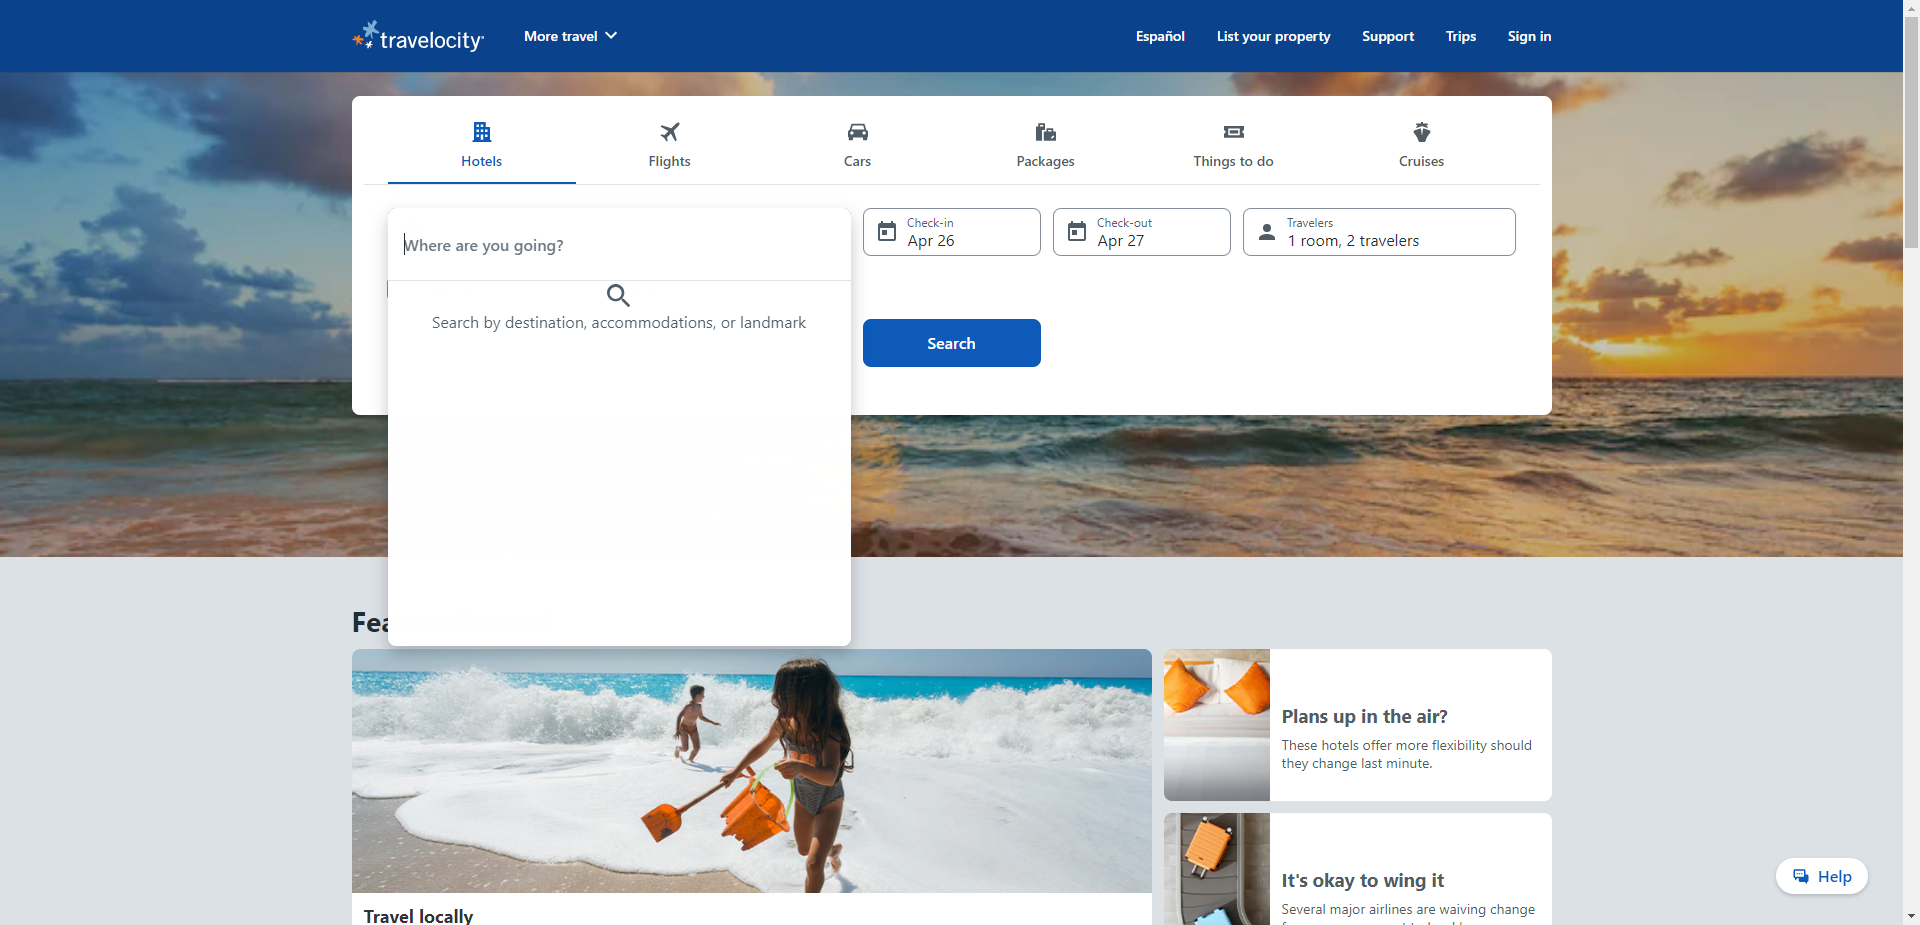 travelocity
More travel
Español
List your property
Support
Trips
Sign in
Hotels
Flights
Cars
Packages
Things to do
Cruises
Where are you going?
Search by destination, accommodations, or landmark
Check-in
Apr 26
Check-out
Apr 27
Travelers
1 room, 2 travelers
Search
Plans up in the air?
These hotels offer more flexibility should
they change last minute.
It's okay to wing it
Several major airlines are waiving change
Travel locally
Help